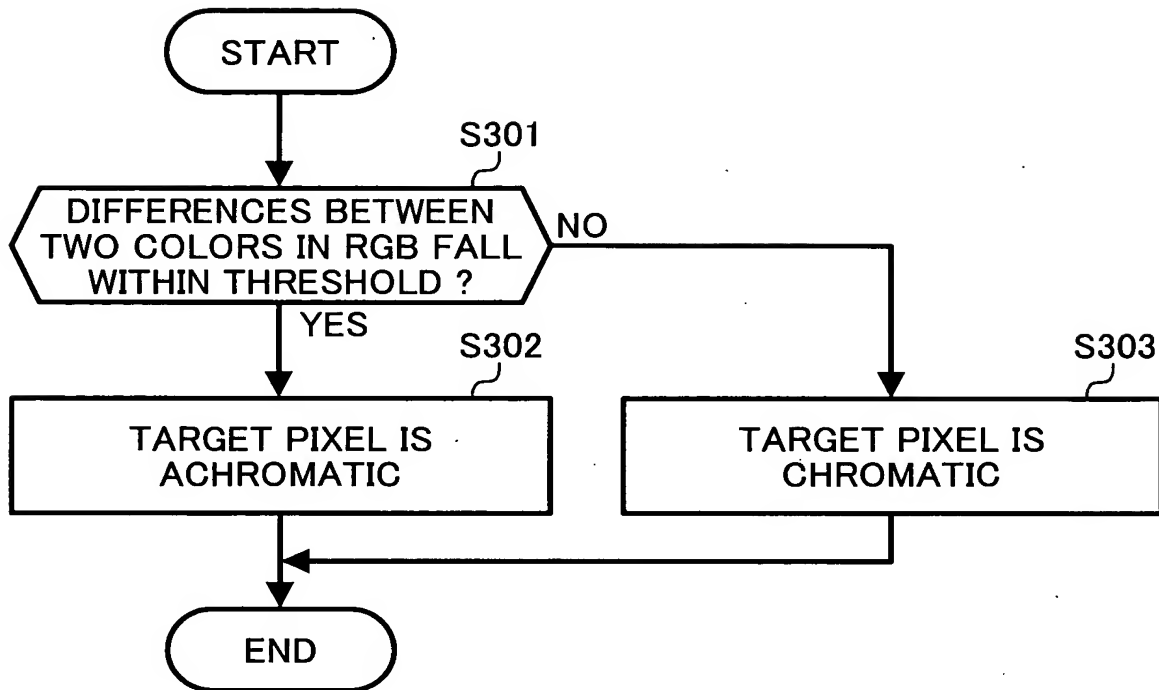 START
S301
DIFFERENCES BETWEEN
TWO COLORS IN RGB FALL
WITHIN THRESHOLD ?
NO
YES
S302
TARGET PIXEL IS
ACHROMATIC
S303
TARGET PIXEL IS
CHROMATIC
END